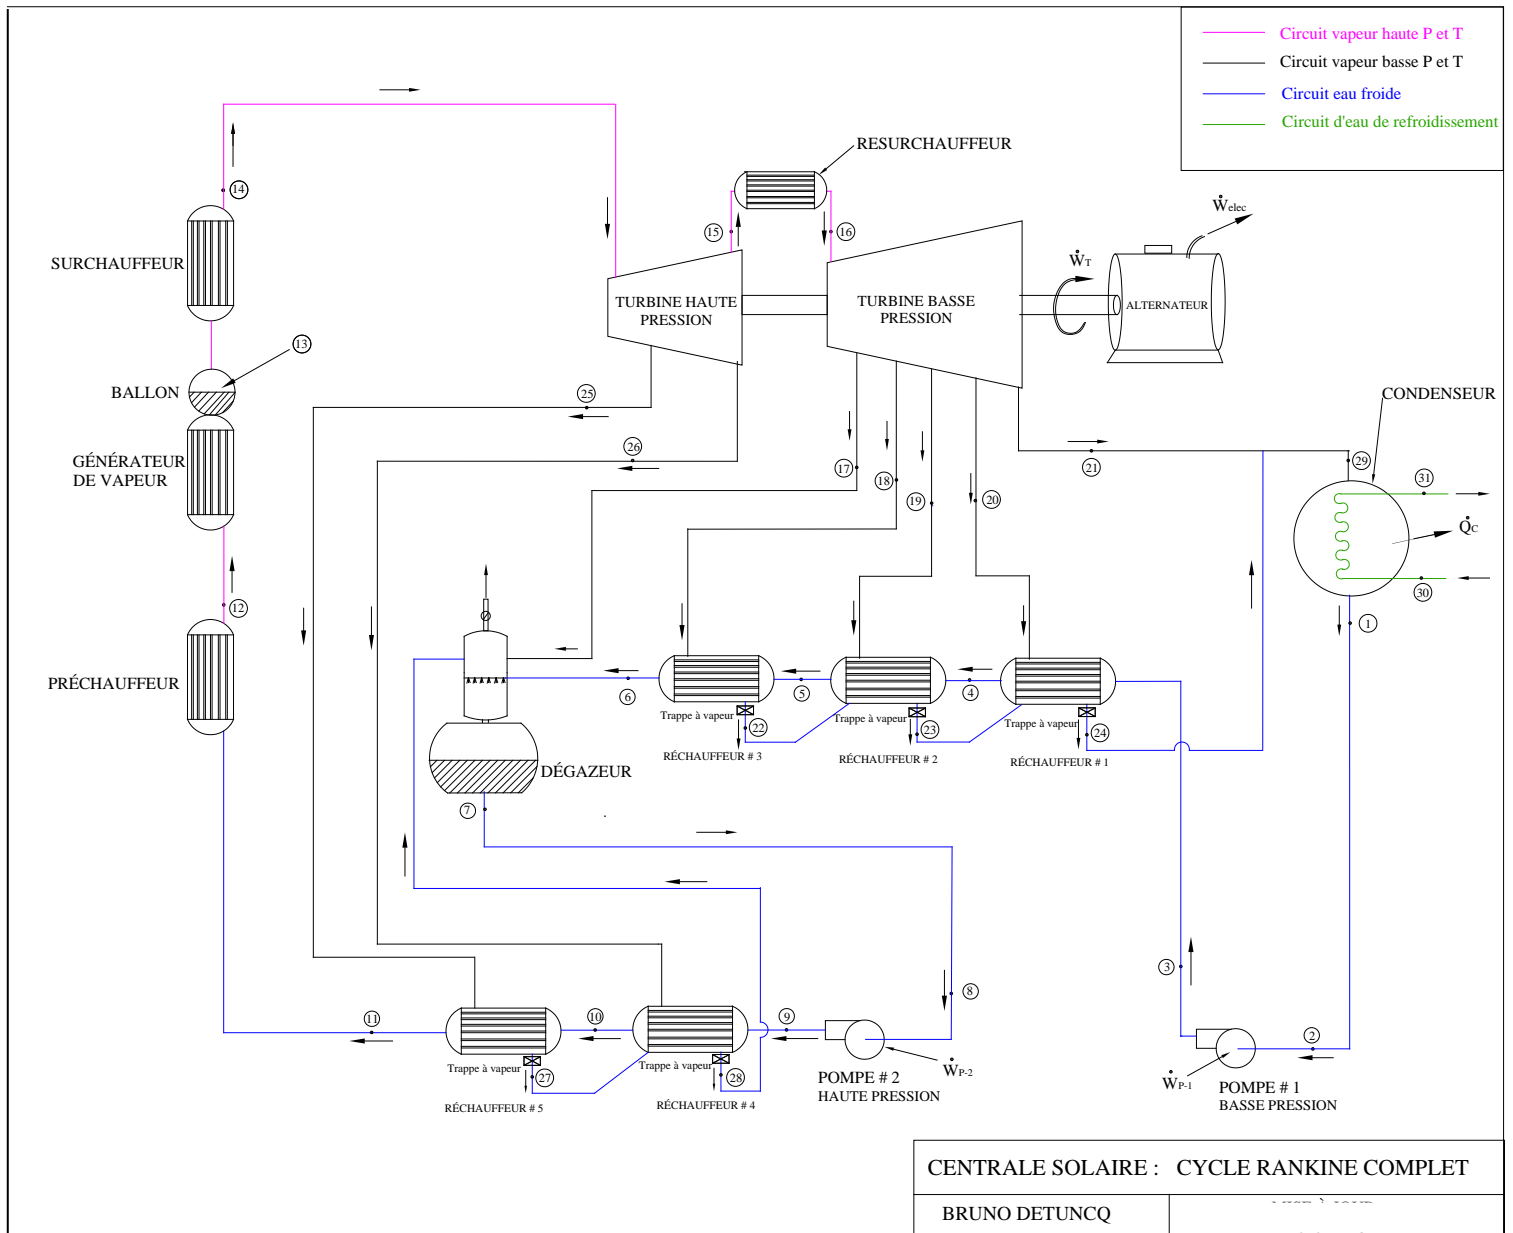 Circuit vapeur haute P et T
Circuit vapeur basse P et T
Circuit eau froide
Circuit d'eau de refroidissement
RESURCHAUFFEUR
14
15
16
Ẇelec
ẆT
SURCHAUFFEUR
TURBINE HAUTE
PRESSION
TURBINE BASSE
PRESSION
ALTERNATEUR
13
BALLON
25
CONDENSEUR
26
GÉNÉRATEUR
DE VAPEUR
17
18
19
20
21
29
31
Q̇C
30
12
1
PRÉCHAUFFEUR
6
5
4
Trappe à vapeur
22
Trappe à vapeur
23
Trappe à vapeur
24
RÉCHAUFFEUR # 3
RÉCHAUFFEUR # 2
RÉCHAUFFEUR # 1
DÉGAZEUR
7
3
8
11
10
9
2
Trappe à vapeur
27
Trappe à vapeur
28
ẆP-2
ẆP-1
POMPE # 2
HAUTE PRESSION
POMPE # 1
BASSE PRESSION
RÉCHAUFFEUR # 5
RÉCHAUFFEUR # 4
CENTRALE SOLAIRE : CYCLE RANKINE COMPLET
BRUNO DETUNCQ